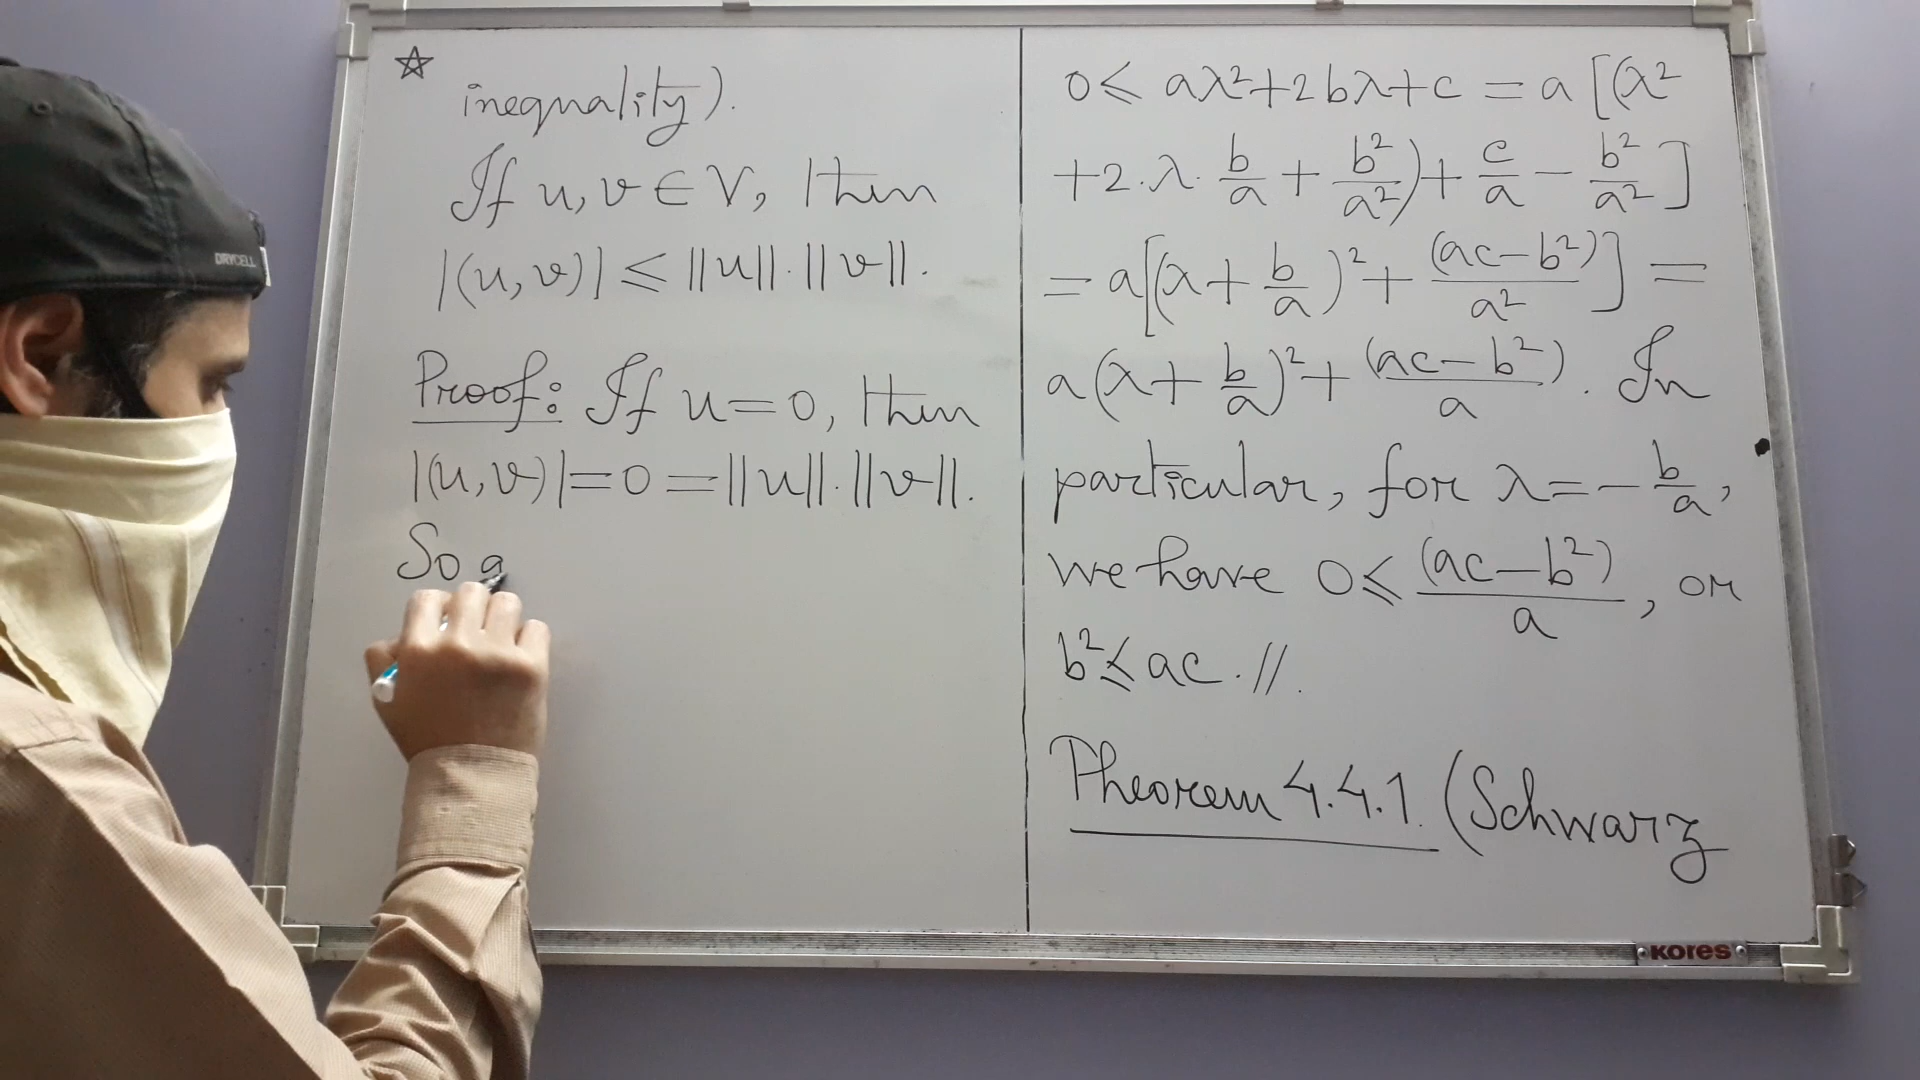 ☆
inequality).
If u, v ∈ V, then
|(u, v)| ≤ ||u||.||v||.
Proof: If u = 0, then
|(u, v)| = 0 = ||u||.||v||.
So a
0 ≤ aλ² + 2bλ + c = a[(λ²
+2.λ. b/a + b²/a²) + c/a − b²/a²]
= a[(λ + b/a)² + (ac−b²)/a²] =
a(λ + b/a)² + (ac−b²)/a. In
particular, for λ = −b/a,
we have 0 ≤ (ac−b²)/a, or
b² ≤ ac.//.
Theorem 4.4.1. (Schwarz
KORES
DRYCELL